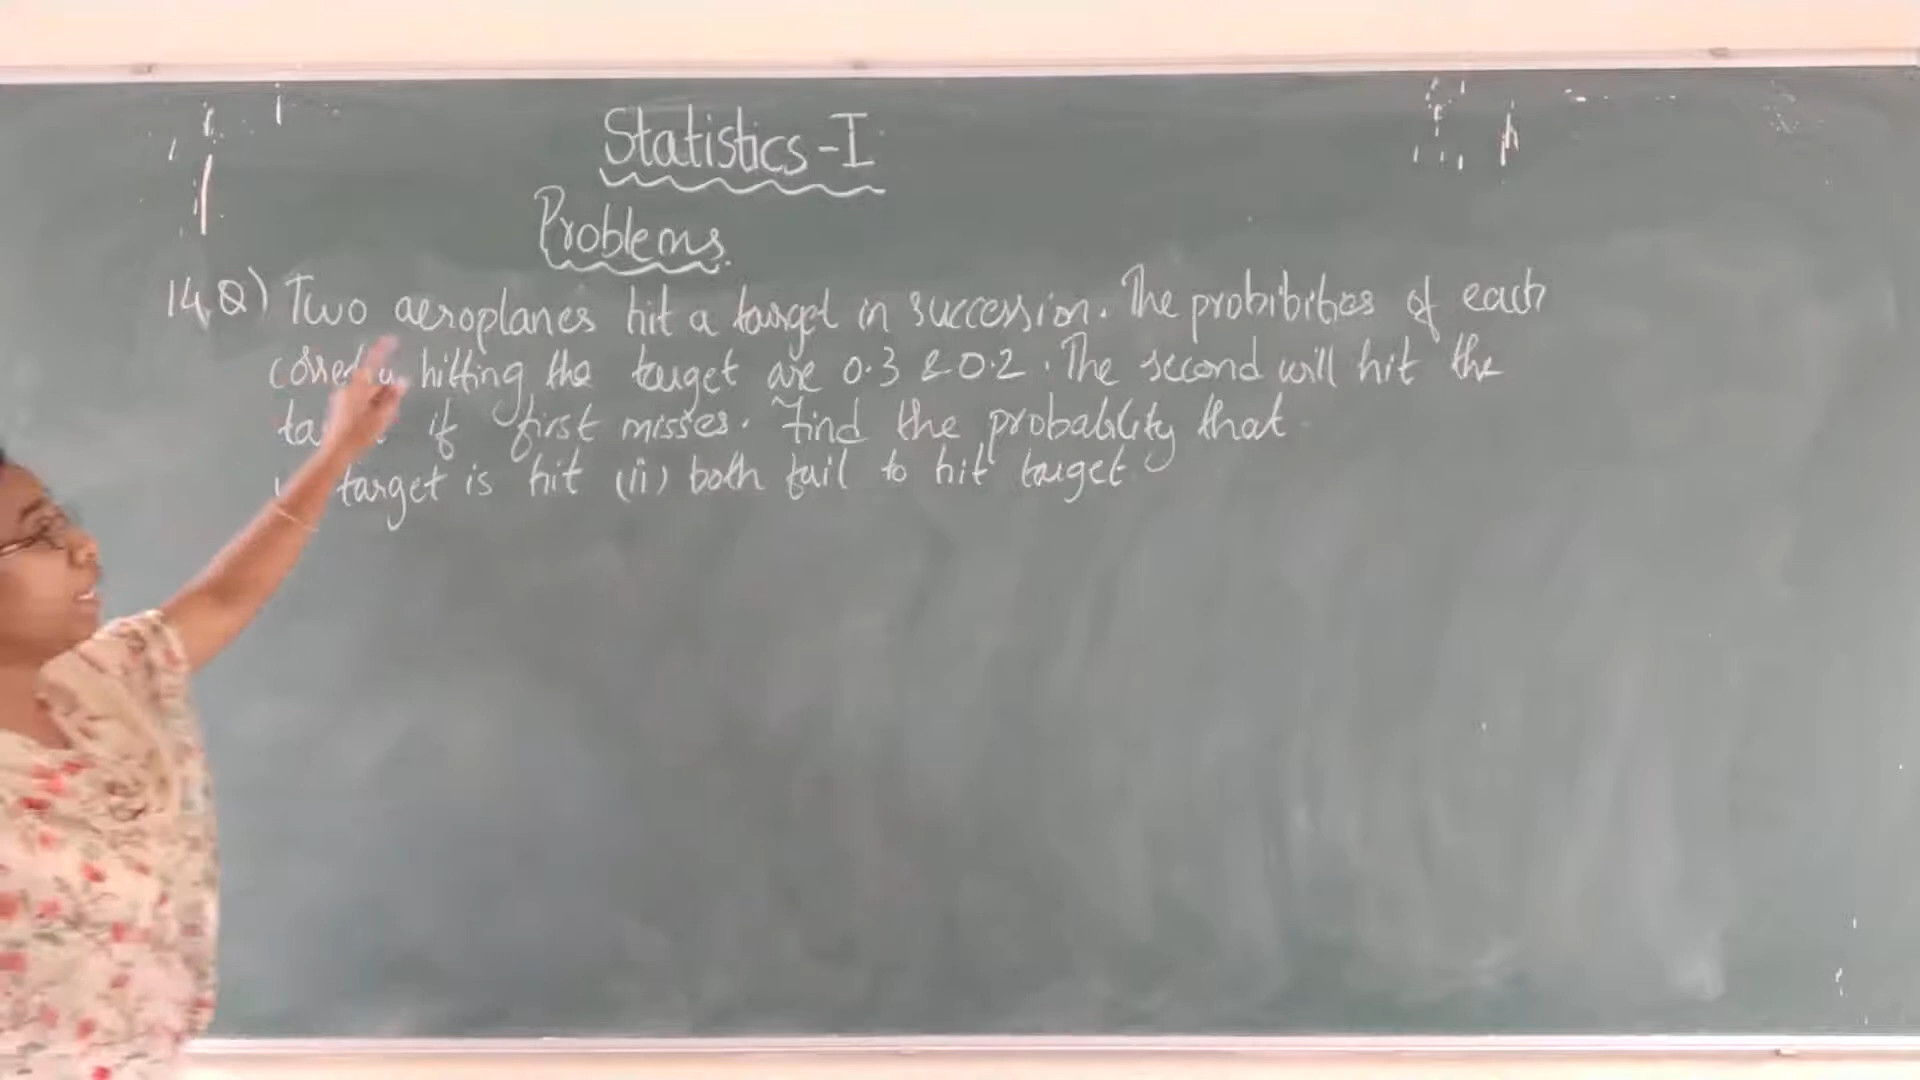 Statistics-I
Problems.
14,Q) Two aeroplanes hit a target in succession. The probibities of each
hitting the target are 0.3 & 0.2. The second will hit the
if first misses. Find the probability that
target is hit (ii) both fail to hit target